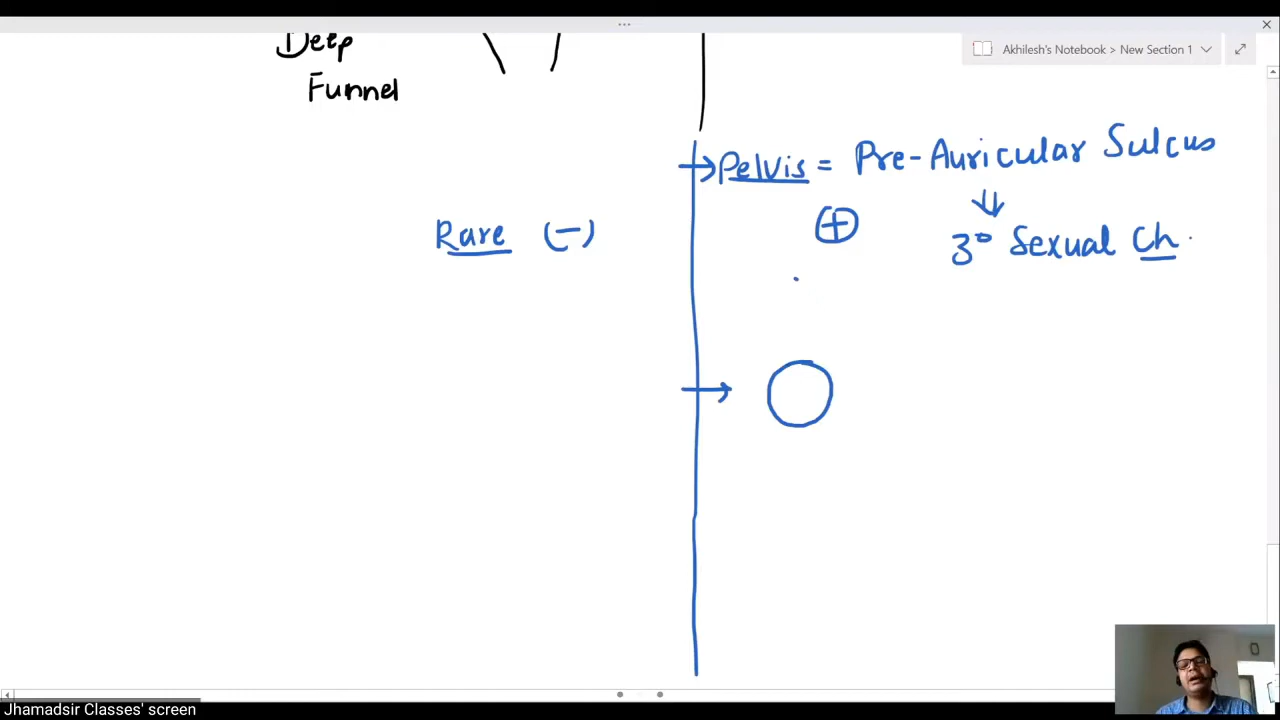 Deep
Akhilesh's Notebook > New Section 1
Funnel
Pelvis = Pre-Auricular Sulcus
Rare (-)
3° Sexual Ch.
Jhamadsir Classes' screen